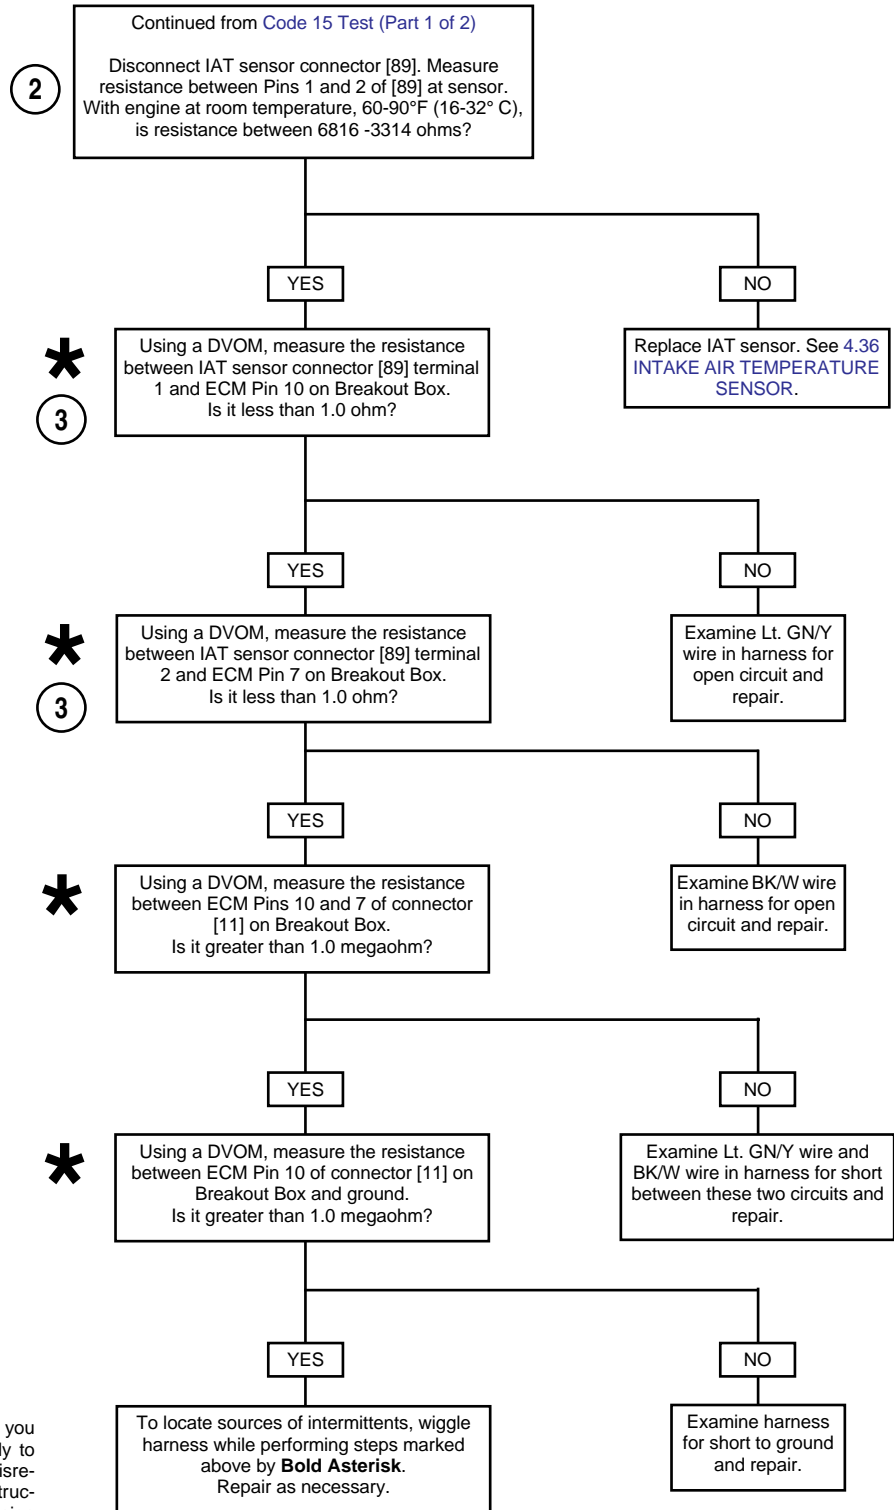 Continued from Code 15 Test (Part 1 of 2)
Disconnect IAT sensor connector [89]. Measure
resistance between Pins 1 and 2 of [89] at sensor.
With engine at room temperature, 60-90°F (16-32° C),
is resistance between 6816 -3314 ohms?
2
YES
NO
*
3
Using a DVOM, measure the resistance
between IAT sensor connector [89] terminal
1 and ECM Pin 10 on Breakout Box.
Is it less than 1.0 ohm?
Replace IAT sensor. See 4.36
INTAKE AIR TEMPERATURE
SENSOR.
YES
NO
*
3
Using a DVOM, measure the resistance
between IAT sensor connector [89] terminal
2 and ECM Pin 7 on Breakout Box.
Is it less than 1.0 ohm?
Examine Lt. GN/Y
wire in harness for
open circuit and
repair.
YES
NO
*
Using a DVOM, measure the resistance
between ECM Pins 10 and 7 of connector
[11] on Breakout Box.
Is it greater than 1.0 megaohm?
Examine BK/W wire
in harness for open
circuit and repair.
YES
NO
*
Using a DVOM, measure the resistance
between ECM Pin 10 of connector [11] on
Breakout Box and ground.
Is it greater than 1.0 megaohm?
Examine Lt. GN/Y wire and
BK/W wire in harness for short
between these two circuits and
repair.
YES
NO
To locate sources of intermittents, wiggle
harness while performing steps marked
above by Bold Asterisk.
Repair as necessary.
Examine harness
for short to ground
and repair.
you
ly to
isre-
truc-